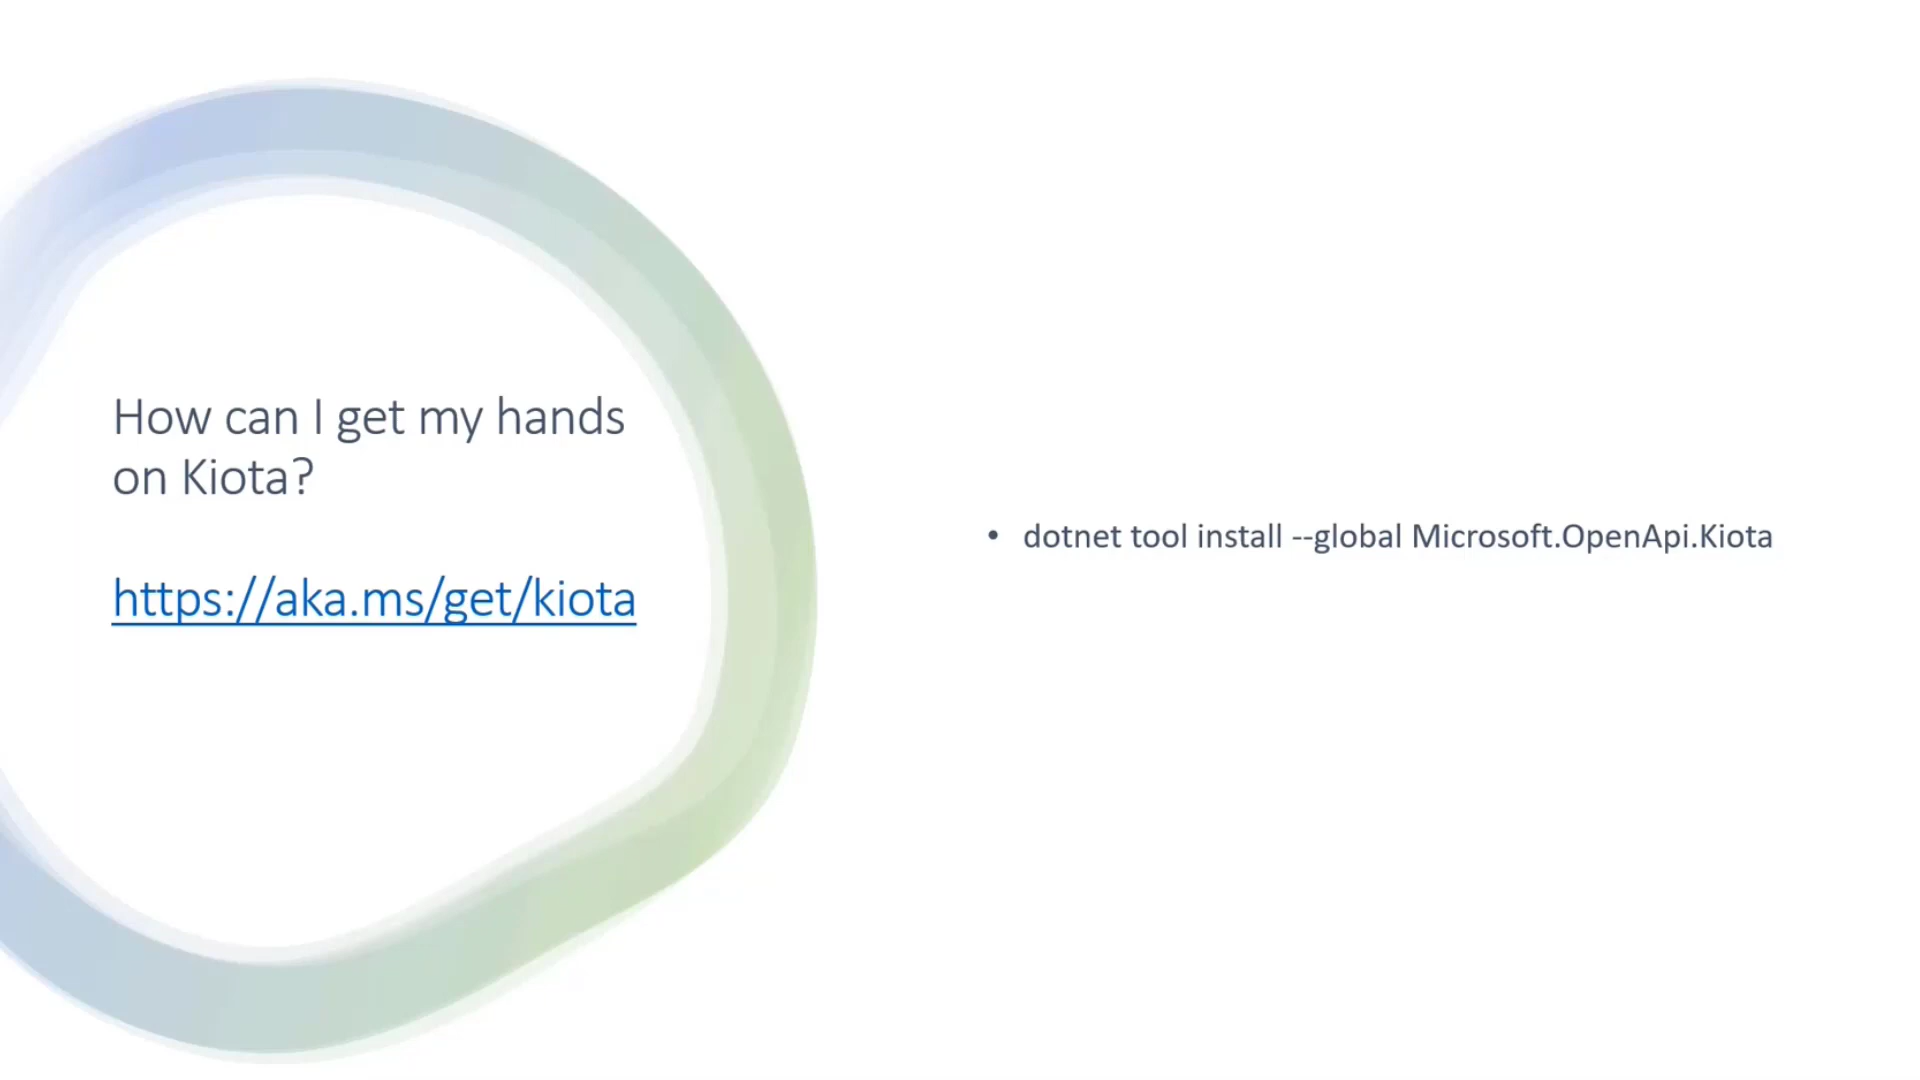 How can I get my hands
on Kiota?
https://aka.ms/get/kiota
• dotnet tool install --global Microsoft.OpenApi.Kiota